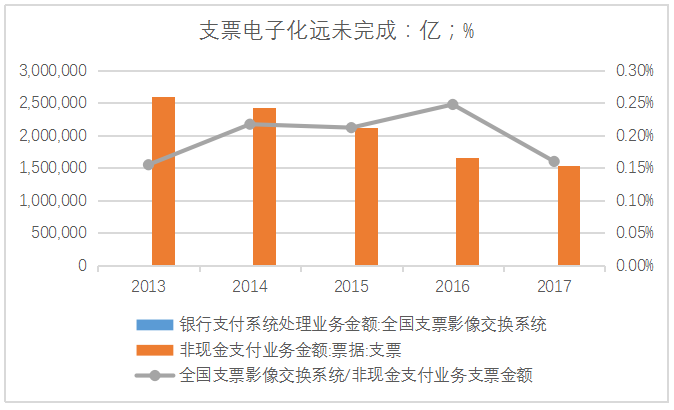 支票电子化远未完成：亿；%
3,000,000 0.30%
2,500,000 0.25%
2,000,000 0.20%
1,500,000 0.15%
1,000,000 0.10%
500,000 0.05%
0 0.00%
2013 2014 2015 2016 2017
银行支付系统处理业务金额:全国支票影像交换系统
非现金支付业务金额:票据:支票
全国支票影像交换系统/非现金支付业务支票金额